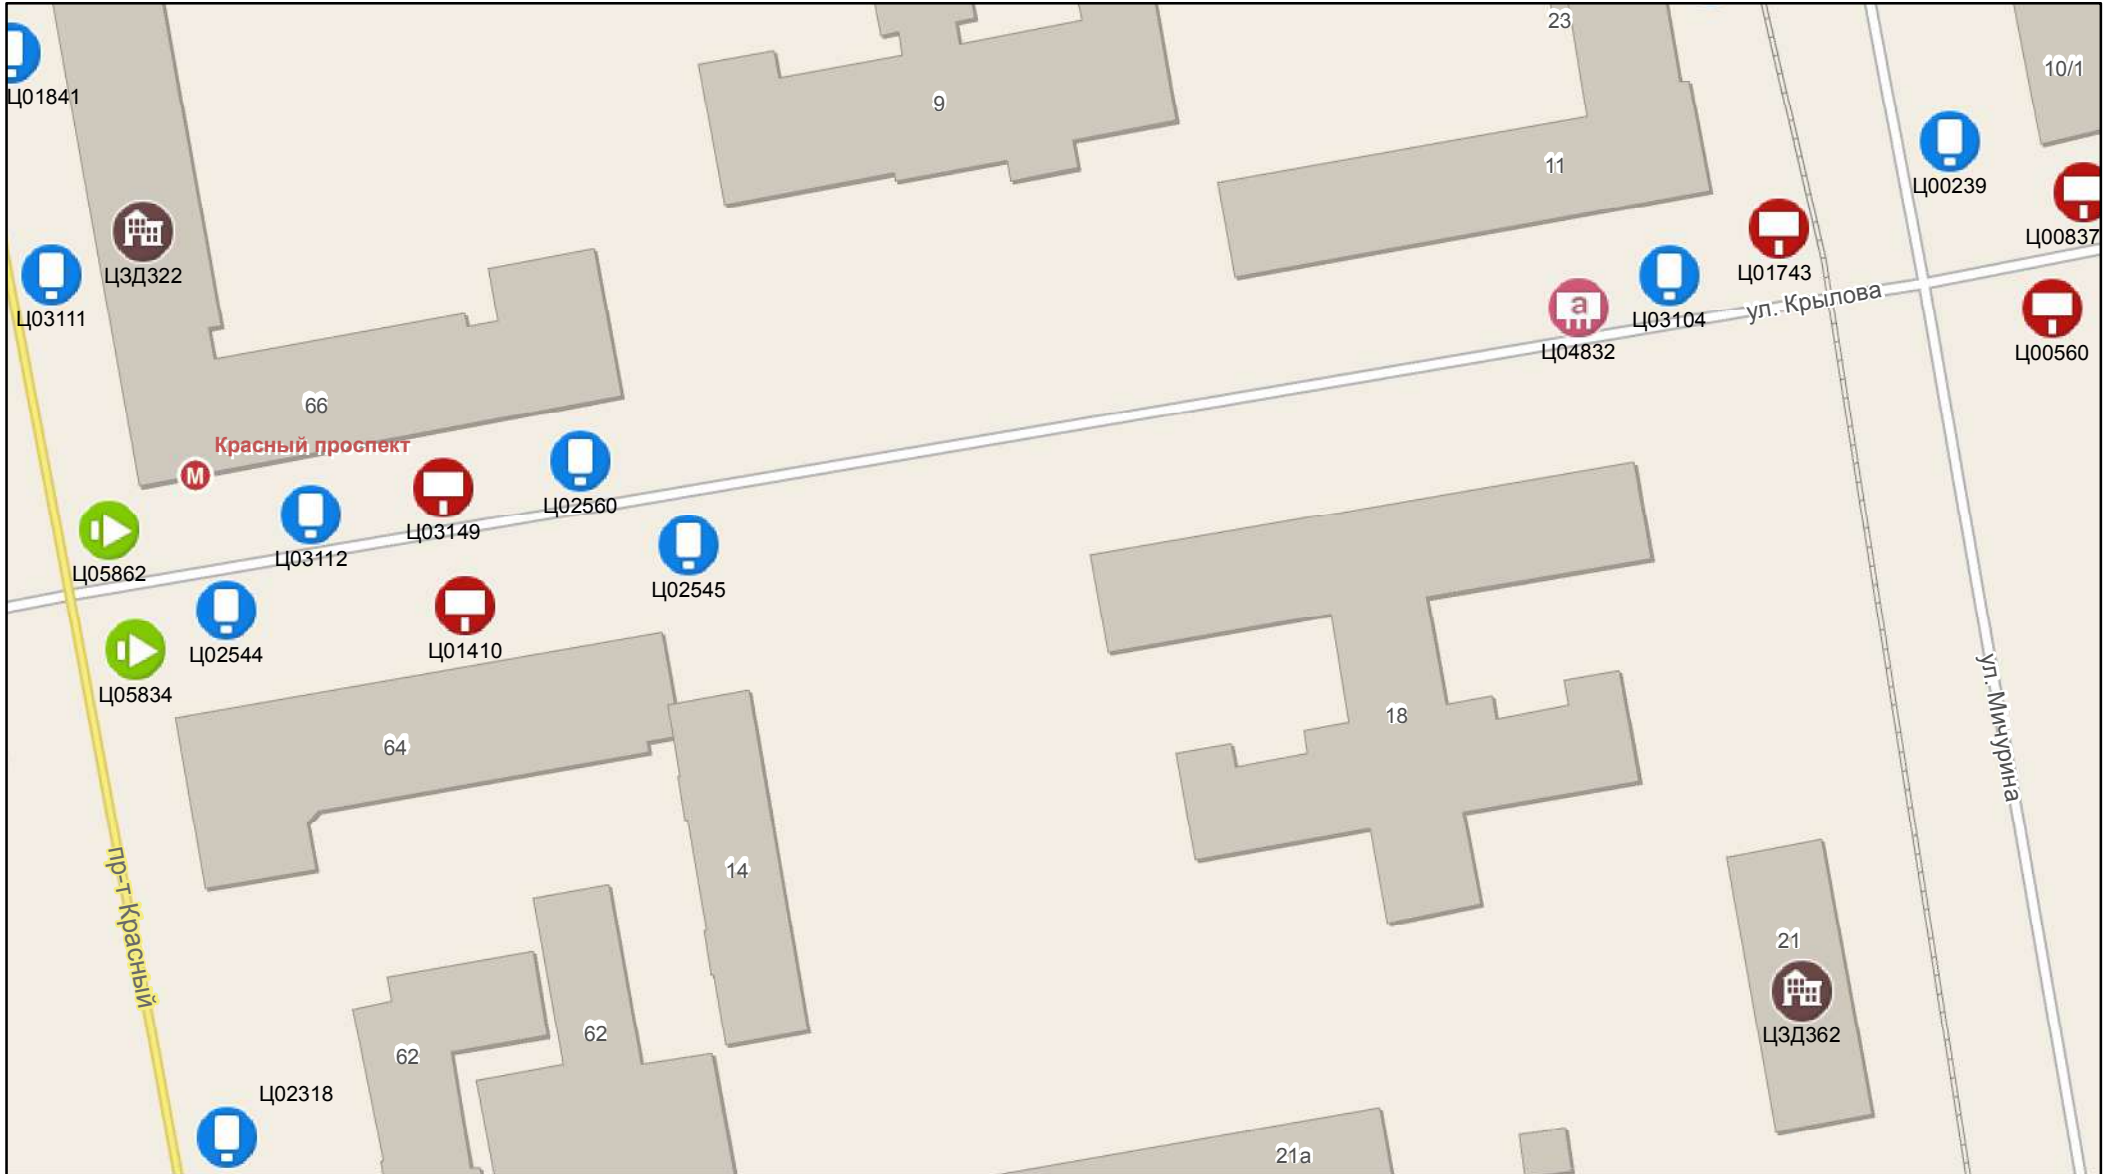 23
10/1
Ц01841
9
11
Ц00239
Ц00837
ЦЗД322
Ц01743
Ц03111
Ц03104
ул. Крылова
Ц04832
Ц00560
66
Красный проспект
М
Ц02560
Ц03149
Ц03112
Ц05862
Ц02545
Ц02544
Ц01410
Ц05834
64
18
ул. Мичурина
14
пр-т Красный
21
62
62
ЦЗД362
Ц02318
21а
а